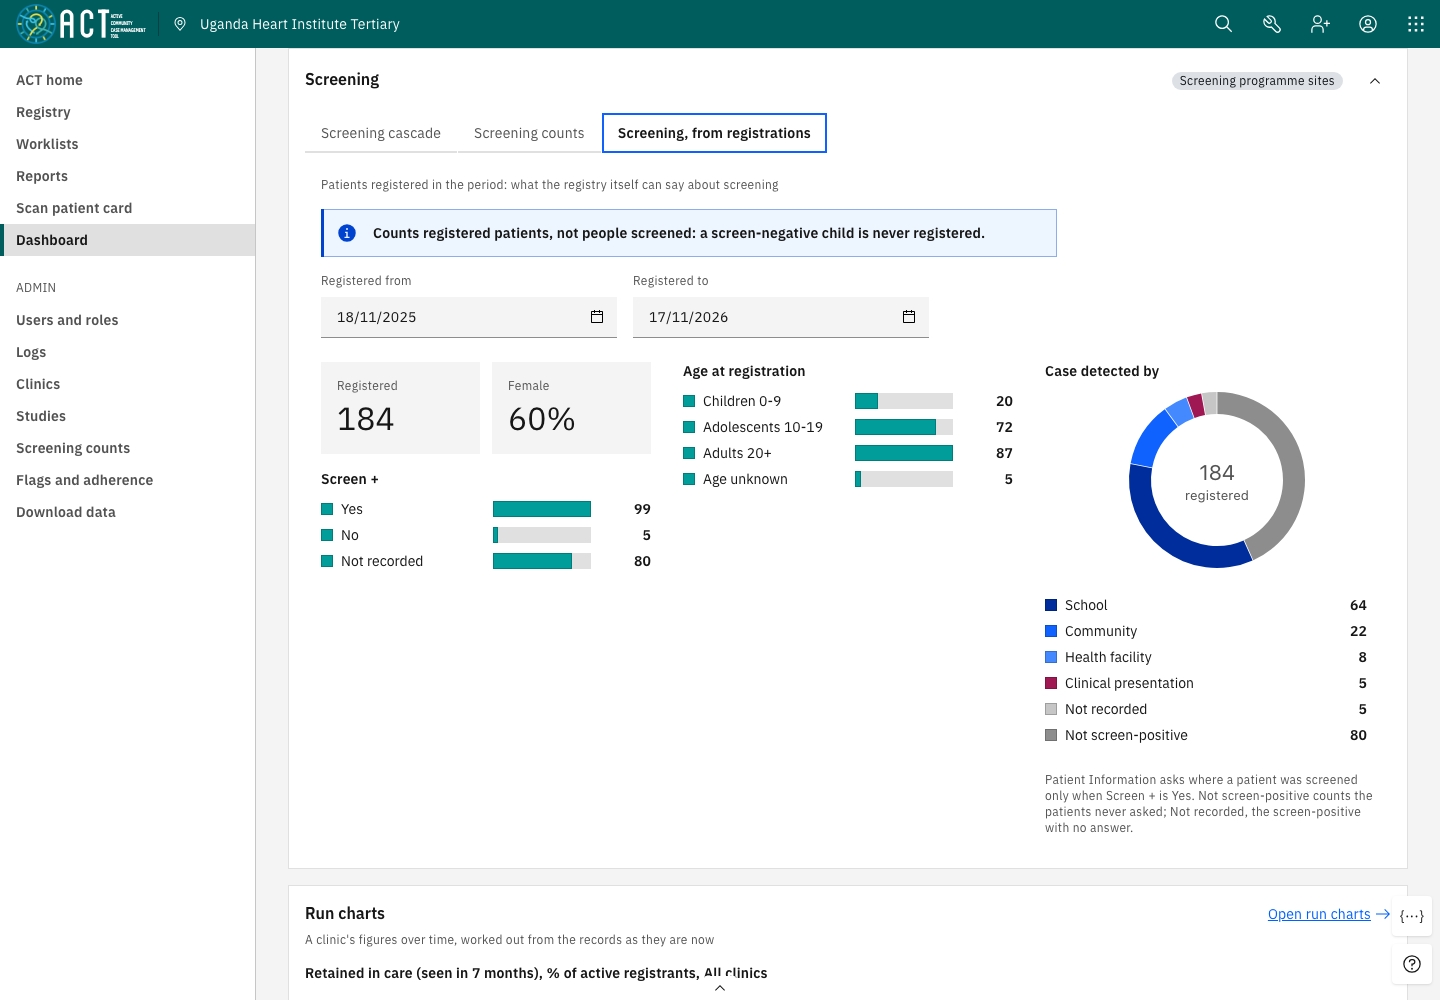 ACT
ACTIVE
COMMUNITY
CASE MANAGEMENT
TOOL
Uganda Heart Institute Tertiary
ACT home
Registry
Worklists
Reports
Scan patient card
Dashboard
ADMIN
Users and roles
Logs
Clinics
Studies
Screening counts
Flags and adherence
Download data
Screening
Screening programme sites
Screening cascade
Screening counts
Screening, from registrations
Patients registered in the period: what the registry itself can say about screening
Counts registered patients, not people screened: a screen-negative child is never registered.
Registered from
Registered to
18/11/2025
17/11/2026
Registered
184
Female
60%
Screen +
Yes 99
No 5
Not recorded 80
Age at registration
Children 0-9 20
Adolescents 10-19 72
Adults 20+ 87
Age unknown 5
Case detected by
184
registered
School 64
Community 22
Health facility 8
Clinical presentation 5
Not recorded 5
Not screen-positive 80
Patient Information asks where a patient was screened
only when Screen + is Yes. Not screen-positive counts the
patients never asked; Not recorded, the screen-positive
with no answer.
Run charts
Open run charts
{···}
A clinic's figures over time, worked out from the records as they are now
Retained in care (seen in 7 months), % of active registrants, All clinics